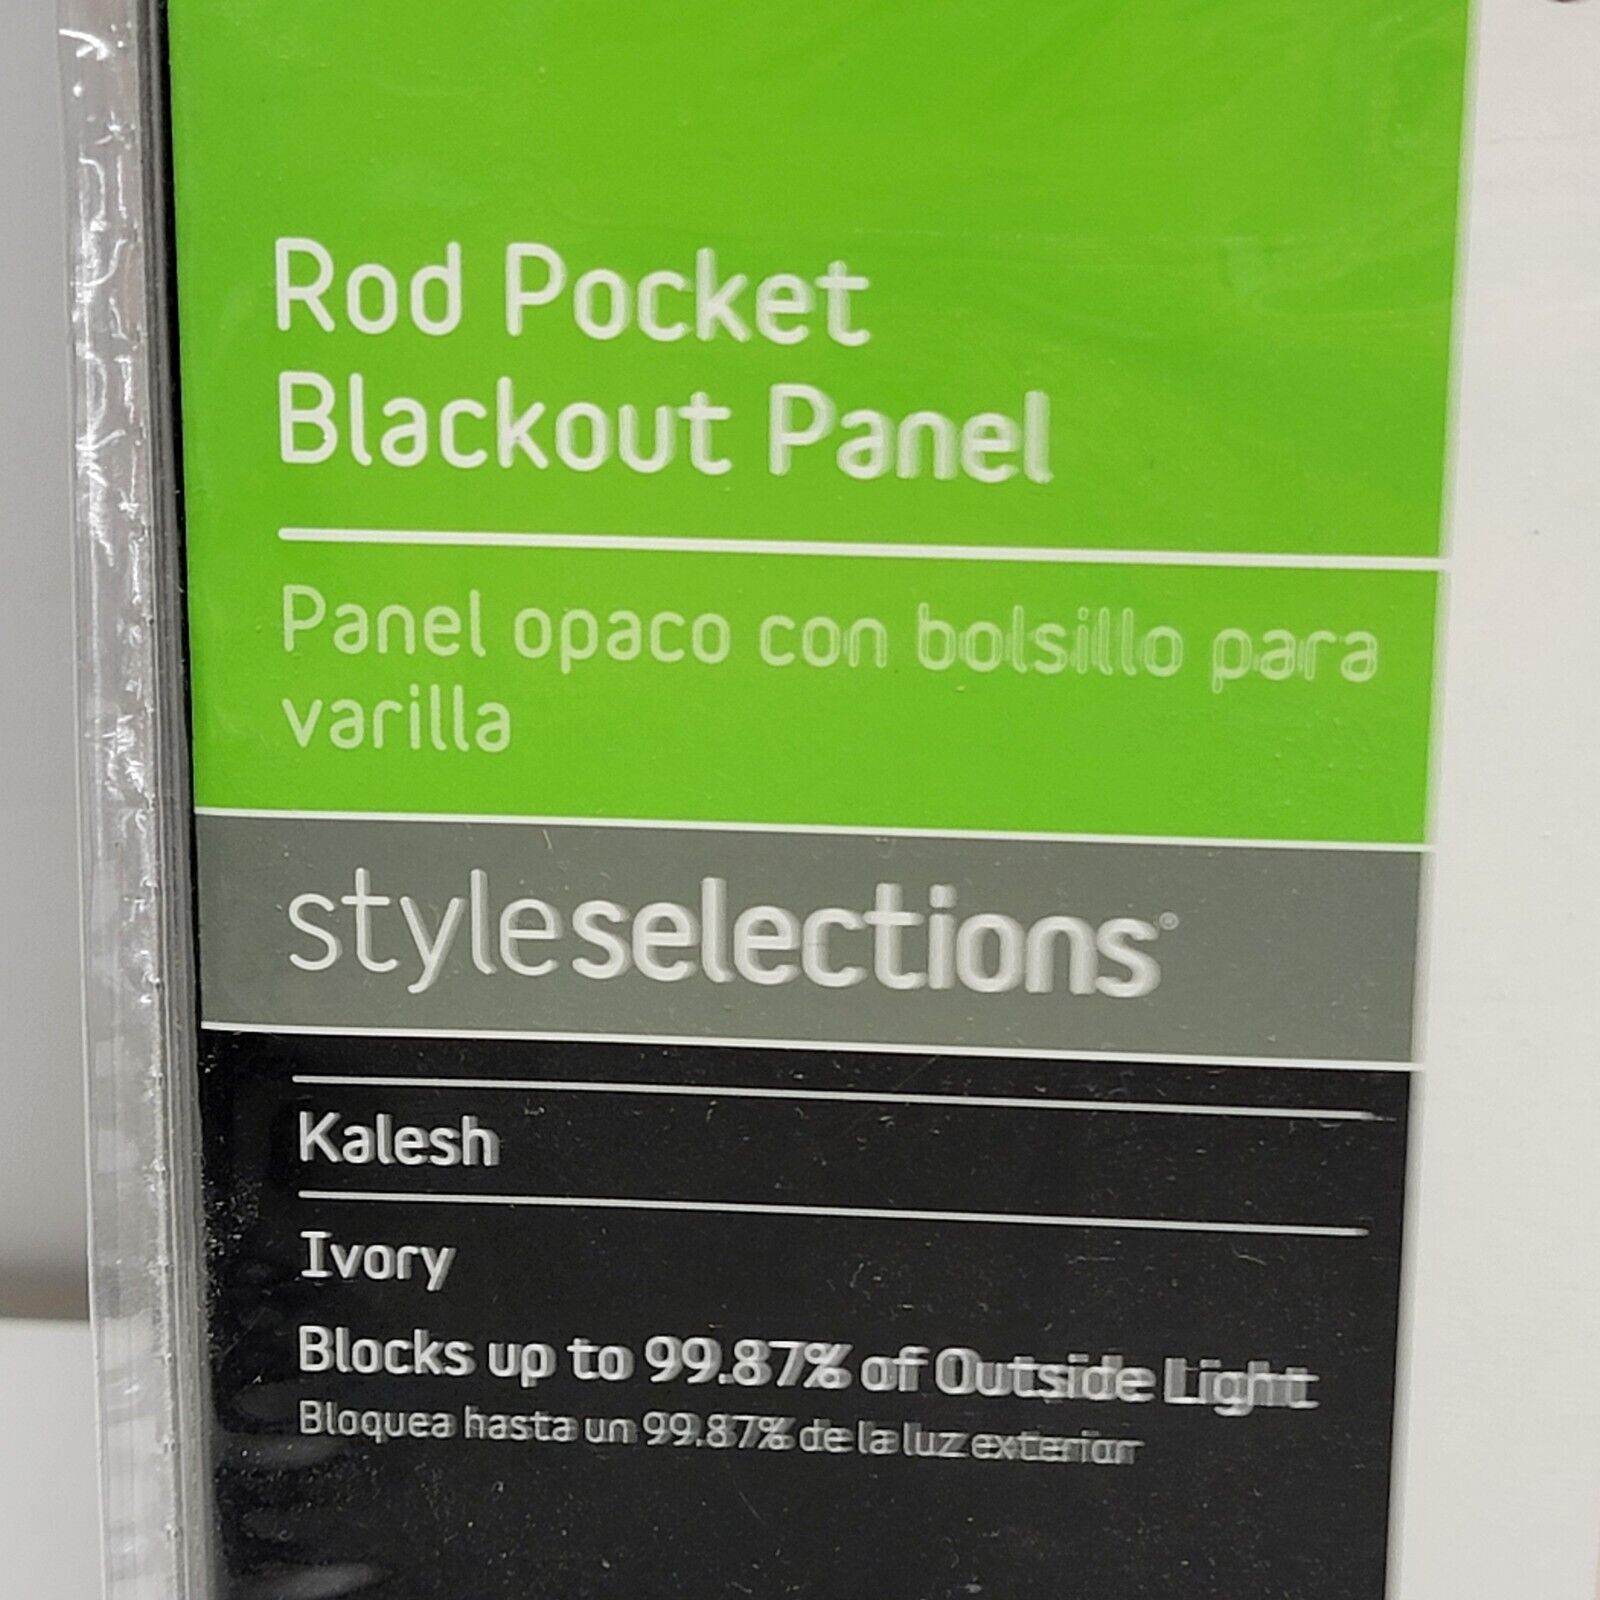 Rod Pocket
Blackout Panel
Panel opaco con bolsillo para
varilla
styleselections®
Kalesh
Ivory
Blocks up to 99.87% of Outside Light
Bloquea hasta un 99.87% de la luz exterior